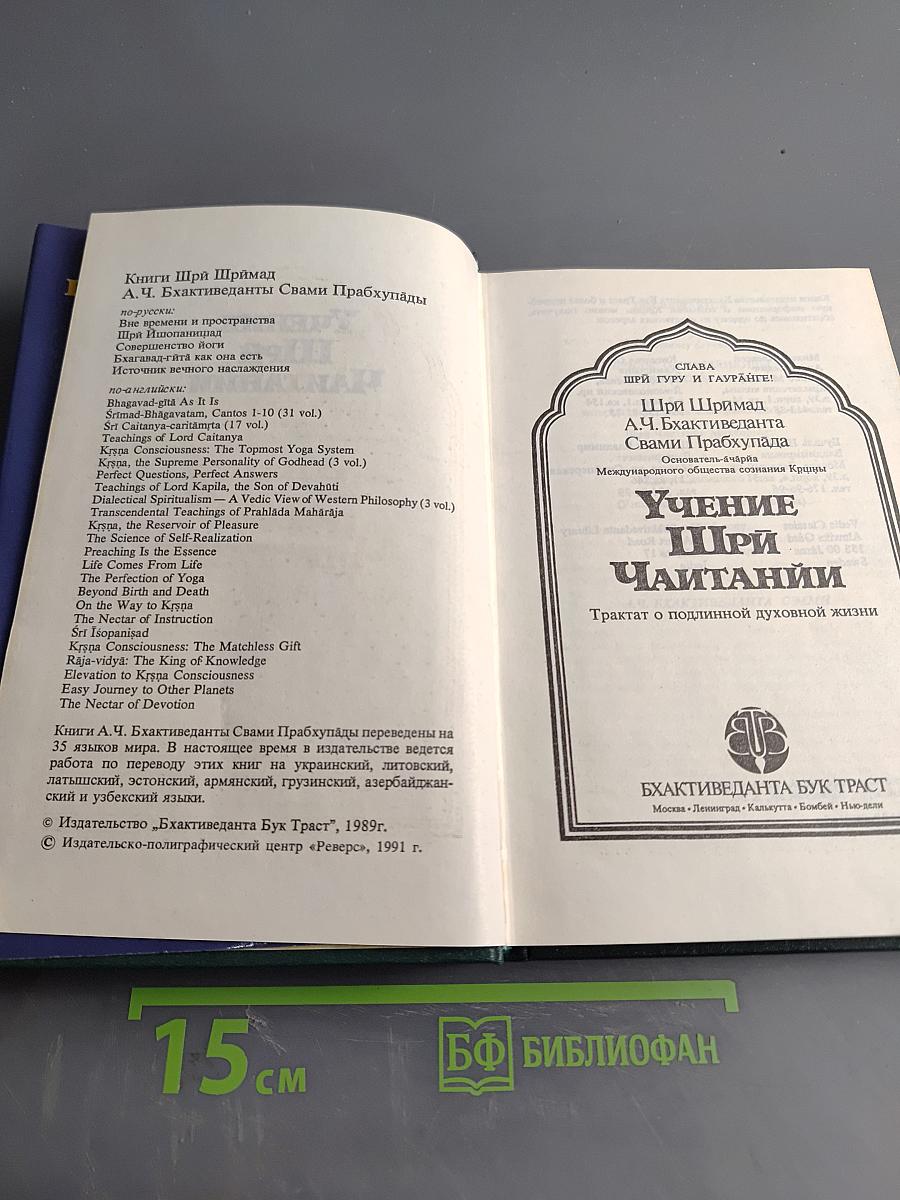 Книги Шрӣ Шрӣмад
А.Ч. Бхактиведанты Свами Прабхупа̄ды
по-русски:
Вне времени и пространства
Шрӣ Ӣшопаниш̣ад
Совершенство йоги
Бхагавад-гӣта̄ как она есть
Источник вечного наслаждения
по-английски:
Bhagavad-gītā As It Is
Śrīmad-Bhāgavatam, Cantos 1-10 (31 vol.)
Śrī Caitanya-caritāmṛta (17 vol.)
Teachings of Lord Caitanya
Kṛṣṇa Consciousness: The Topmost Yoga System
Kṛṣṇa, the Supreme Personality of Godhead (3 vol.)
Perfect Questions, Perfect Answers
Teachings of Lord Kapila, the Son of Devahūti
Dialectical Spiritualism — A Vedic View of Western Philosophy (3 vol.)
Transcendental Teachings of Prahlāda Mahārāja
Kṛṣṇa, the Reservoir of Pleasure
The Science of Self-Realization
Preaching Is the Essence
Life Comes From Life
The Perfection of Yoga
Beyond Birth and Death
On the Way to Kṛṣṇa
The Nectar of Instruction
Śrī Īśopaniṣad
Kṛṣṇa Consciousness: The Matchless Gift
Rāja-vidyā: The King of Knowledge
Elevation to Kṛṣṇa Consciousness
Easy Journey to Other Planets
The Nectar of Devotion
Книги А.Ч. Бхактиведанты Свами Прабхупа̄ды переведены на
35 языков мира. В настоящее время в издательстве ведется
работа по переводу этих книг на украинский, литовский,
латышский, эстонский, армянский, грузинский, азербайджан-
ский и узбекский языки.
© Издательство „Бхактиведанта Бук Траст”, 1989г.
© Издательско-полиграфический центр «Реверс», 1991 г.
СЛАВА
ШРӢ ГУРУ И ГАУРА̄Н̇ГЕ!
Шрӣ Шрӣмад
А.Ч. Бхактиведанта
Свами Прабхупа̄да
Основатель-а̄ча̄рйа
Международного общества сознания Кр̣ш̣н̣ы
УЧЕНИЕ
ШРӢ
ЧАИТАНЙИ
Трактат о подлинной духовной жизни
БХАКТИВЕДАНТА БУК ТРАСТ
Москва • Ленинград • Калькутта • Бомбей • Нью-дели
15 см
БФ БИБЛИОФАН